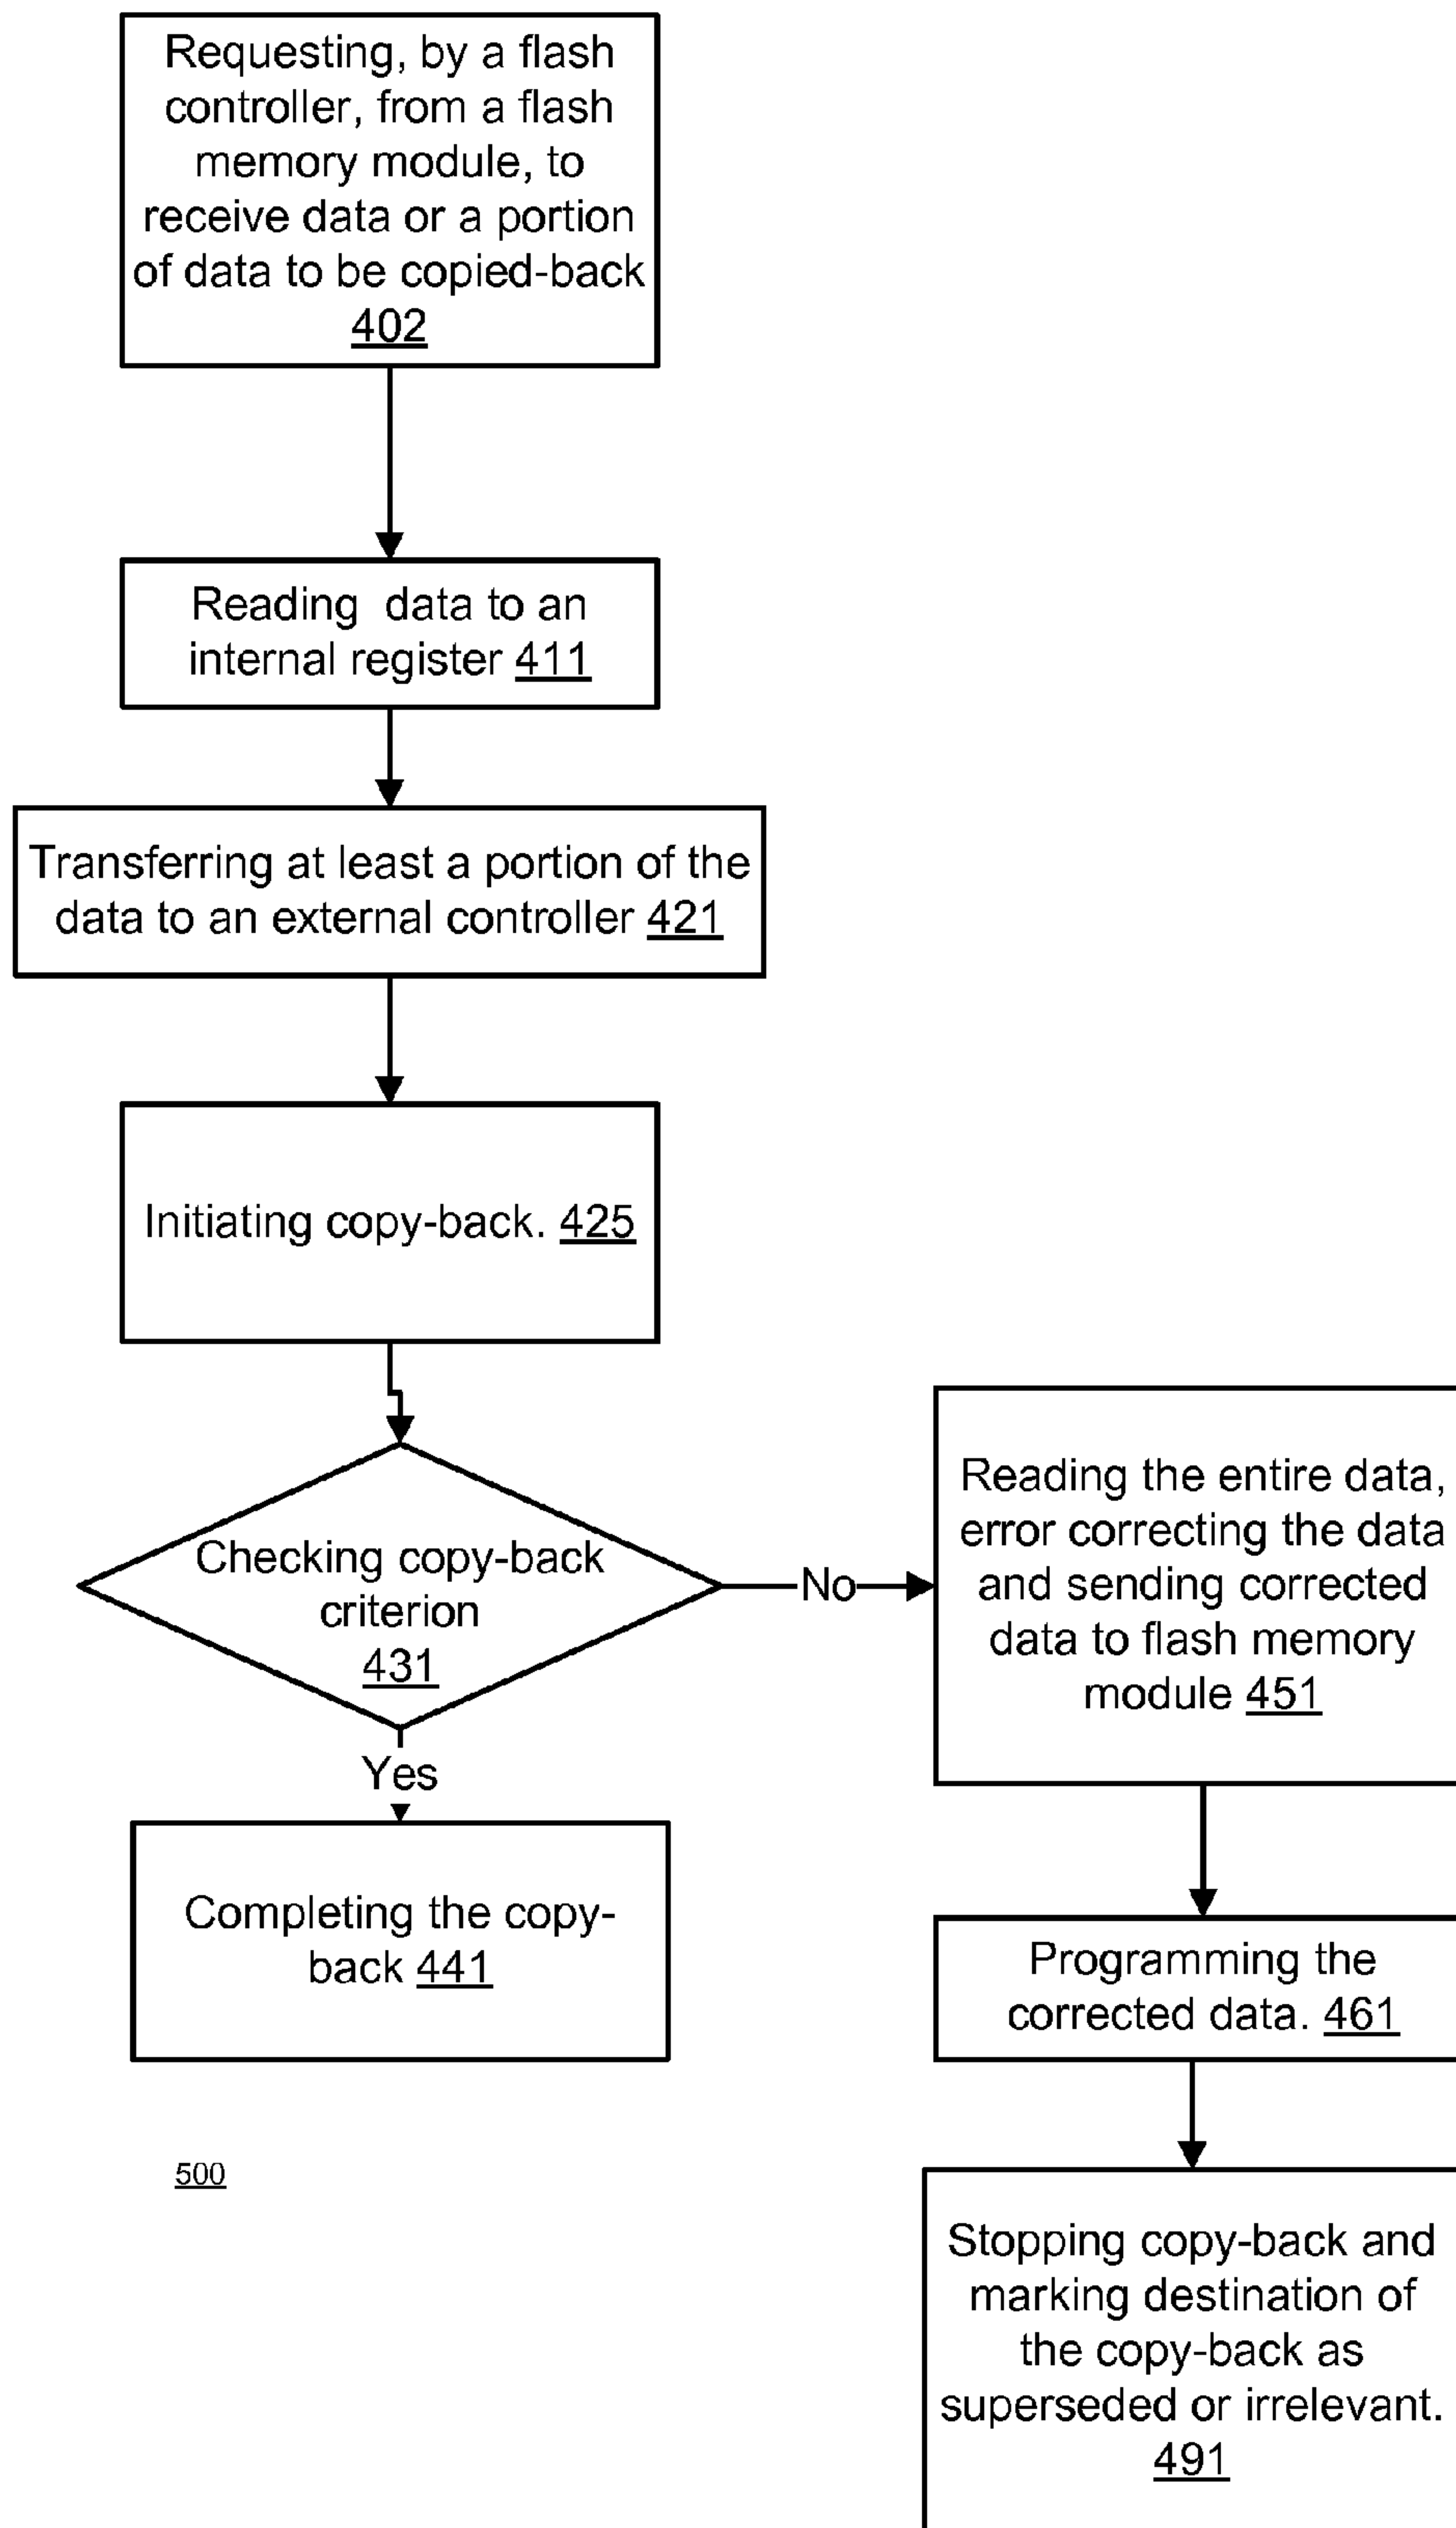 Requesting, by a flash
controller, from a flash
memory module, to
receive data or a portion
of data to be copied-back
402
Reading data to an
internal register 411
Transferring at least a portion of the
data to an external controller 421
Initiating copy-back. 425
Checking copy-back
criterion
431
No
Yes
Completing the copy-
back 441
Reading the entire data,
error correcting the data
and sending corrected
data to flash memory
module 451
Programming the
corrected data. 461
Stopping copy-back and
marking destination of
the copy-back as
superseded or irrelevant.
491
500